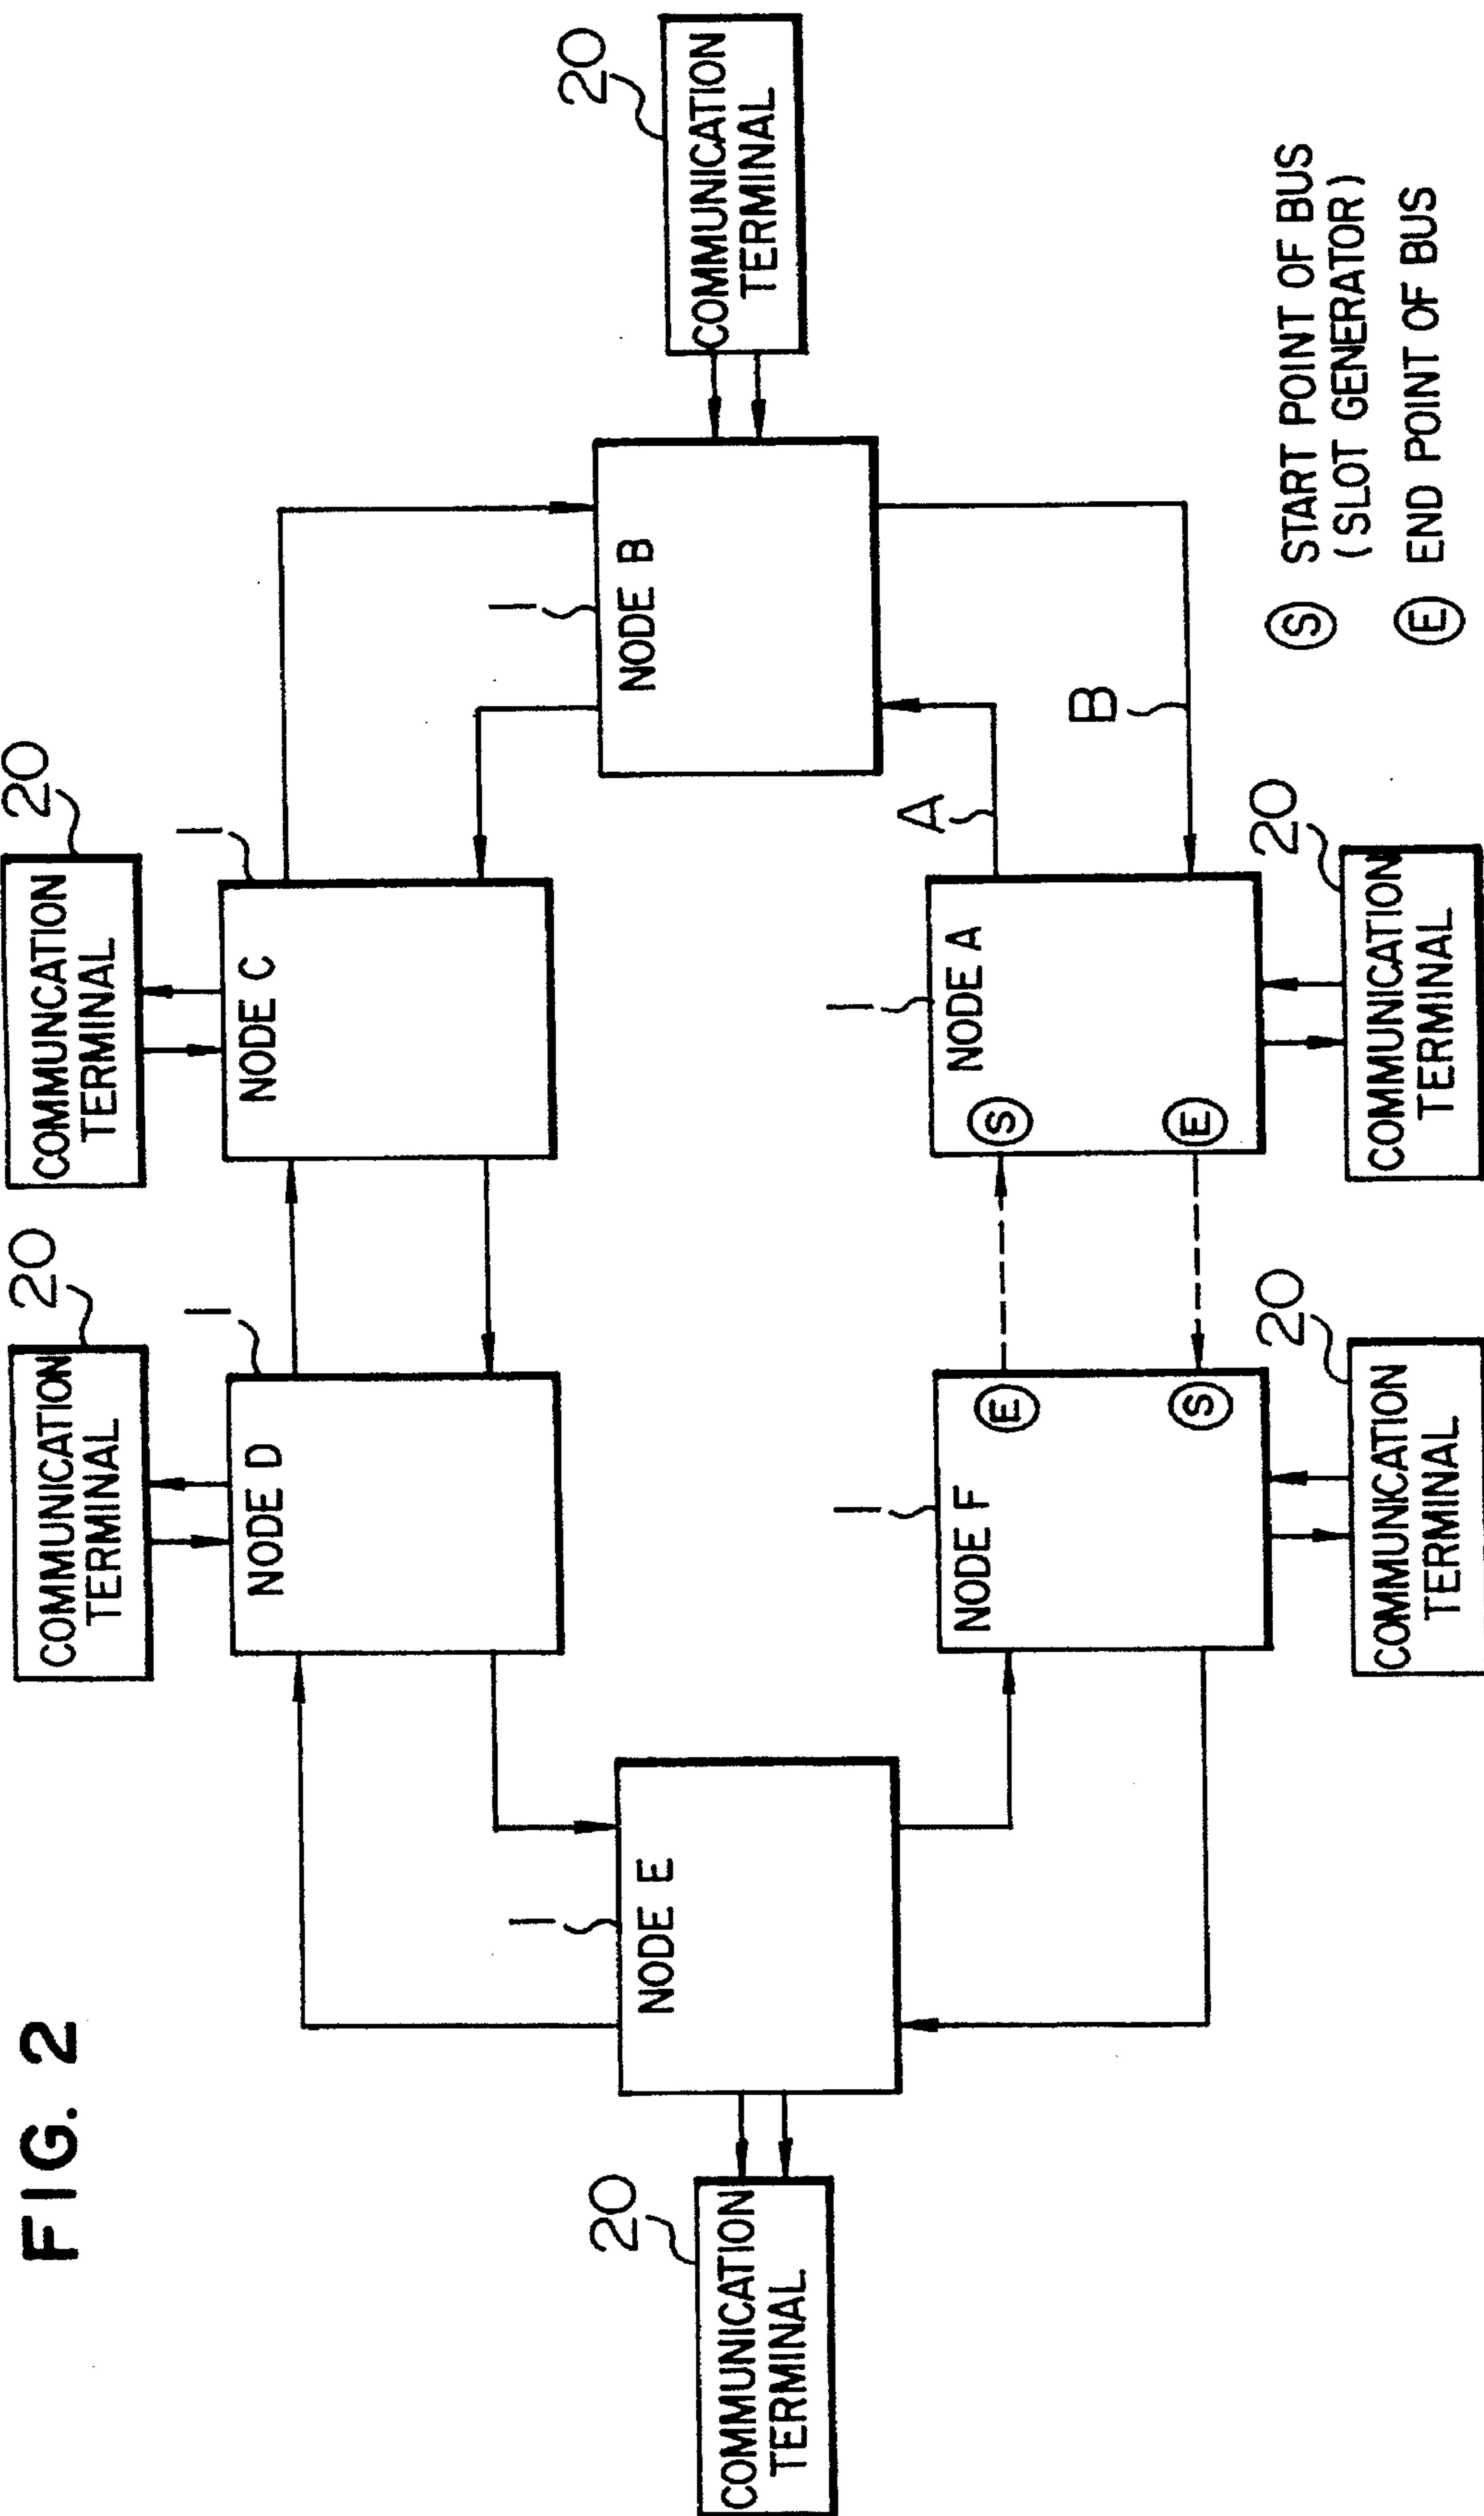 FIG. 2
20
COMMUNICATION
TERMINAL
20
COMMUNICATION
TERMINAL
1
NODE D
1
NODE C
20
COMMUNICATION
TERMINAL
1
NODE E
1
NODE B
20
COMMUNICATION
TERMINAL
1
NODE F
E
S
1
NODE A
S
E
A
B
20
COMMUNICATION
TERMINAL
20
COMMUNICATION
TERMINAL
S START POINT OF BUS
(SLOT GENERATOR)
E END POINT OF BUS